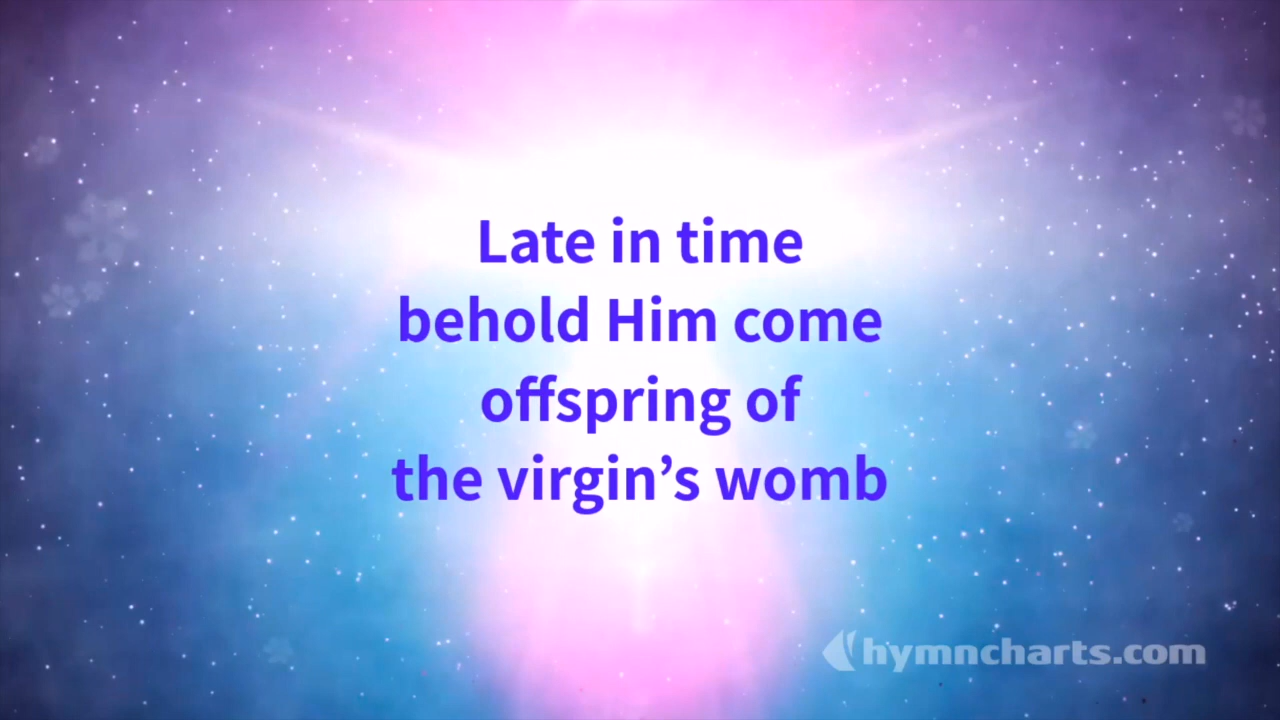 Late in time
behold Him come
offspring of
the virgin’s womb
hymncharts.com